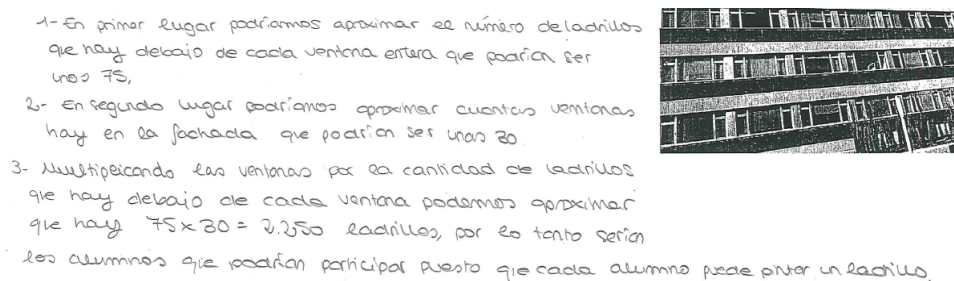 1- En primer lugar podríamos aproximar el número de ladrillos
que hay debajo de cada ventana entera que podrían ser
unos 75,
2- En segundo lugar podríamos aproximar cuantas ventanas
hay en la fachada que podrían ser unas 30
3- Multiplicando las ventanas por la cantidad de ladrillos
que hay debajo de cada ventana podemos aproximar
que hay 75x30 = 2.250 ladrillos, por lo tanto serían
los alumnos que podrían participar puesto que cada alumno puede pintar un ladrillo.